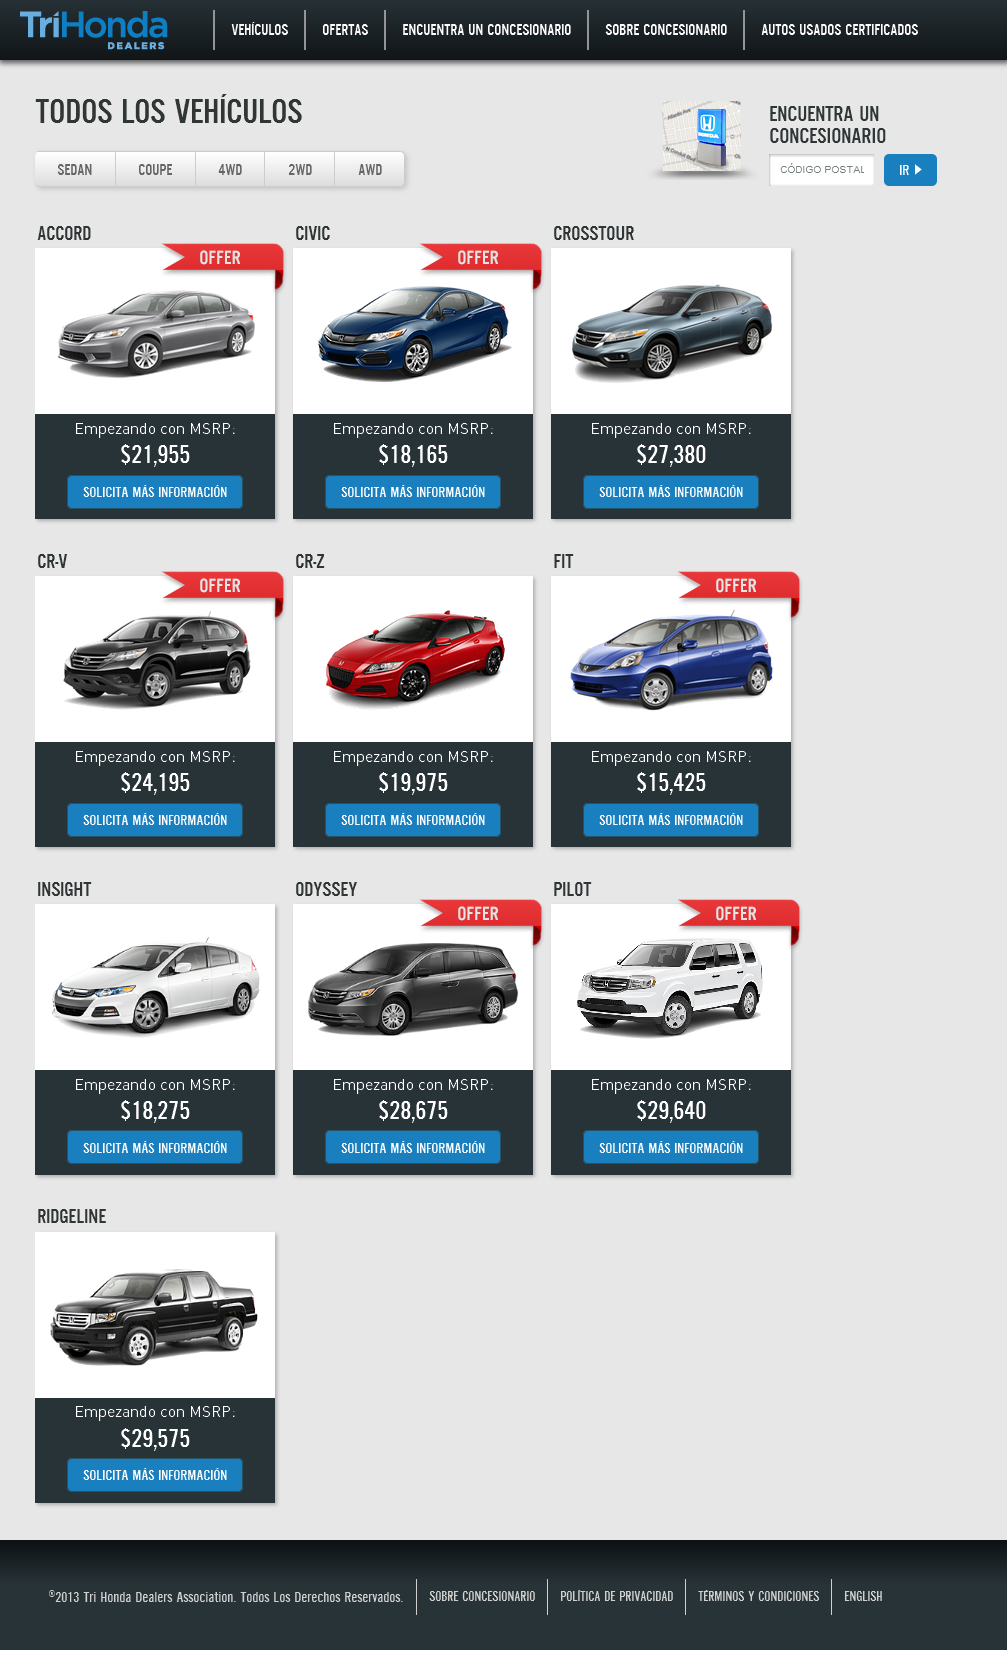 TriHonda
DEALERS
VEHÍCULOS
OFERTAS
ENCUENTRA UN CONCESIONARIO
SOBRE CONCESIONARIO
AUTOS USADOS CERTIFICADOS
TODOS LOS VEHÍCULOS
ENCUENTRA UN
CONCESIONARIO
CÓDIGO POSTAL
IR
SEDAN
COUPE
4WD
2WD
AWD
ACCORD
OFFER
Empezando con MSRP:
$21,955
SOLICITA MÁS INFORMACIÓN
CIVIC
OFFER
Empezando con MSRP:
$18,165
SOLICITA MÁS INFORMACIÓN
CROSSTOUR
Empezando con MSRP:
$27,380
SOLICITA MÁS INFORMACIÓN
CR-V
OFFER
Empezando con MSRP:
$24,195
SOLICITA MÁS INFORMACIÓN
CR-Z
Empezando con MSRP:
$19,975
SOLICITA MÁS INFORMACIÓN
FIT
OFFER
Empezando con MSRP:
$15,425
SOLICITA MÁS INFORMACIÓN
INSIGHT
Empezando con MSRP:
$18,275
SOLICITA MÁS INFORMACIÓN
ODYSSEY
OFFER
Empezando con MSRP:
$28,675
SOLICITA MÁS INFORMACIÓN
PILOT
OFFER
Empezando con MSRP:
$29,640
SOLICITA MÁS INFORMACIÓN
RIDGELINE
Empezando con MSRP:
$29,575
SOLICITA MÁS INFORMACIÓN
®2013 Tri Honda Dealers Association. Todos Los Derechos Reservados.
SOBRE CONCESIONARIO
POLÍTICA DE PRIVACIDAD
TÉRMINOS Y CONDICIONES
ENGLISH